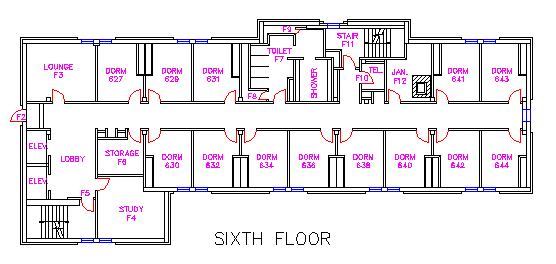 F9
STAIR
F11
TOILET
F7
LOUNGE
F3
DORM
627
DORM
629
DORM
631
SHOWER
TEL.
F10
JAN.
F12
DORM
641
DORM
643
F8
F2
ELEV.
LOBBY
STORAGE
F6
DORM
630
DORM
632
DORM
634
DORM
636
DORM
638
DORM
640
DORM
642
DORM
644
ELEV.
F5
STUDY
F4
SIXTH FLOOR